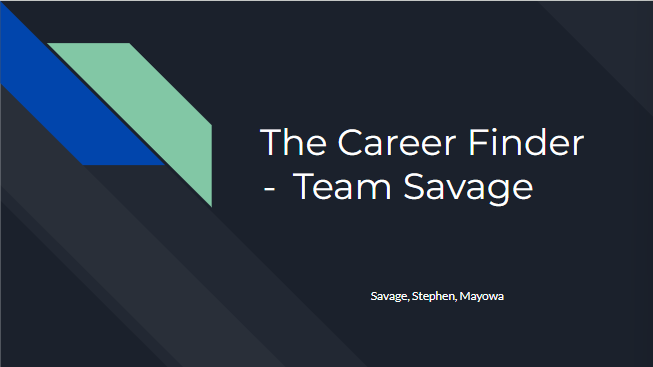 The Career Finder
- Team Savage
Savage, Stephen, Mayowa